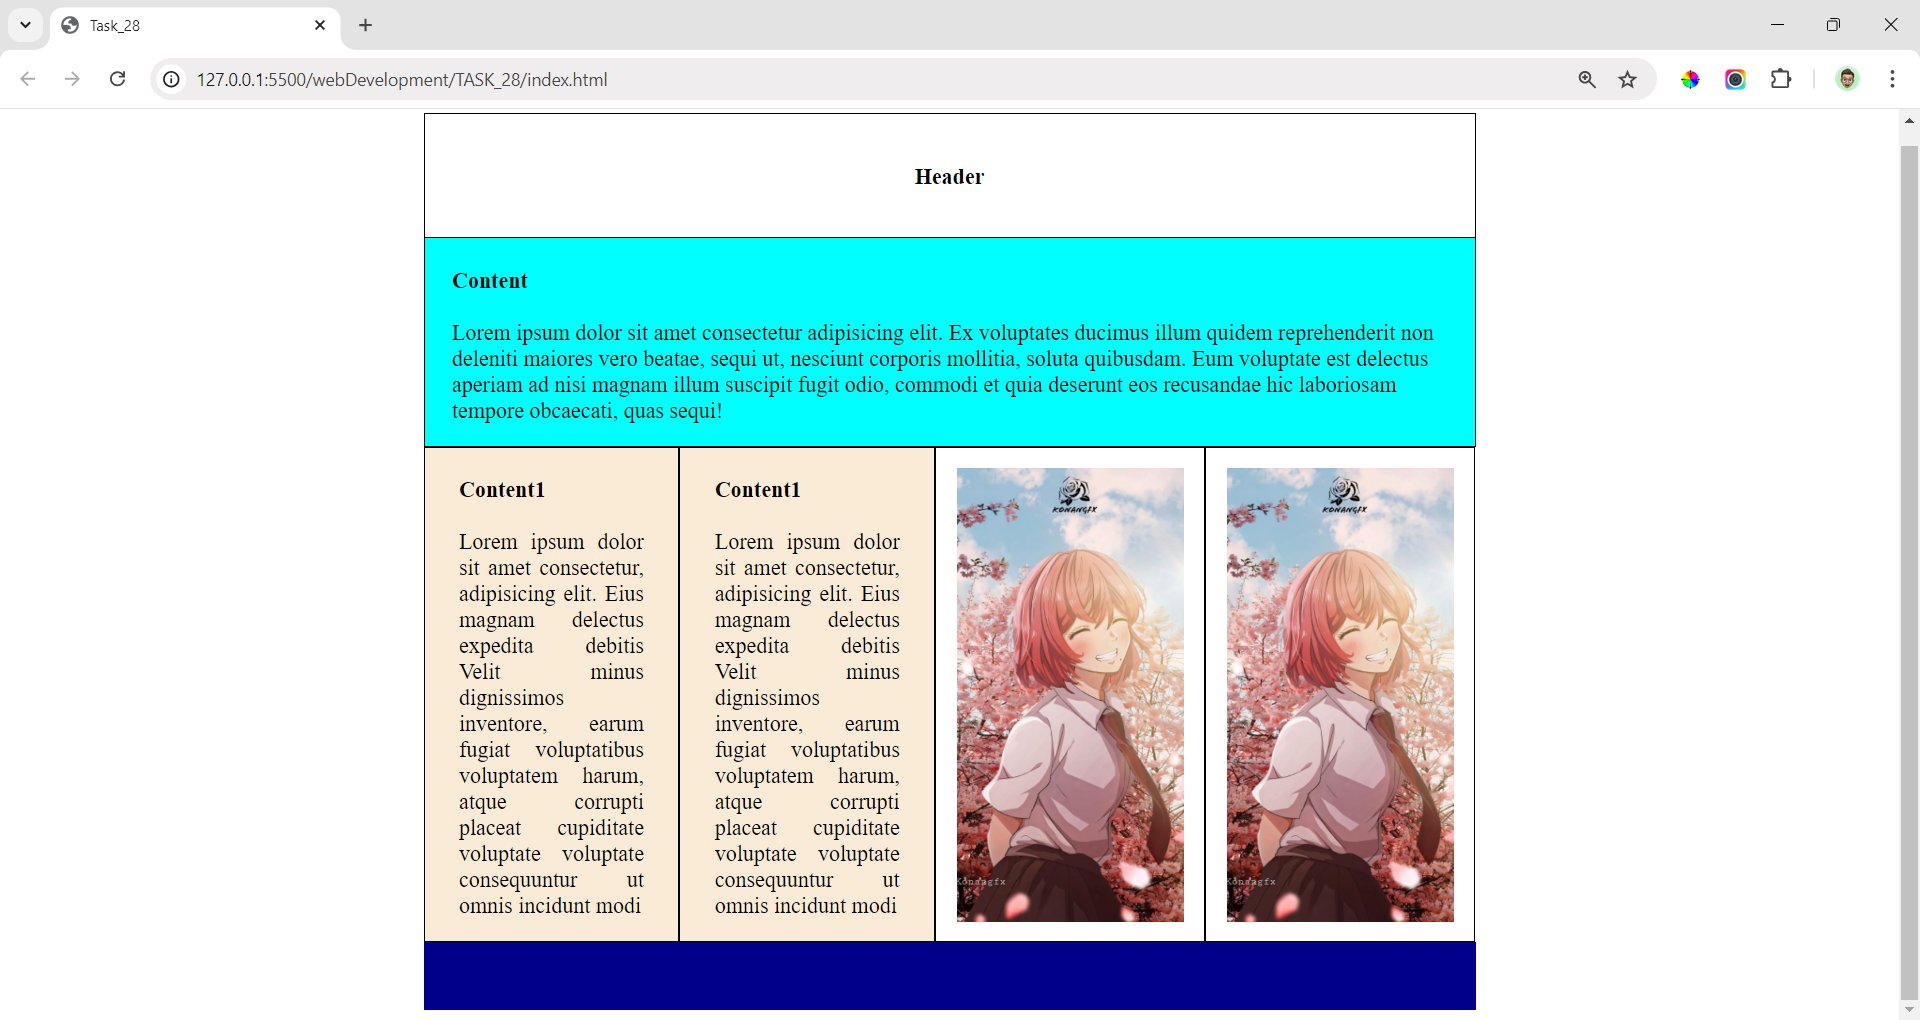 Task_28
127.0.0.1:5500/webDevelopment/TASK_28/index.html
Header
Content
Lorem ipsum dolor sit amet consectetur adipisicing elit. Ex voluptates ducimus illum quidem reprehenderit non
deleniti maiores vero beatae, sequi ut, nesciunt corporis mollitia, soluta quibusdam. Eum voluptate est delectus
aperiam ad nisi magnam illum suscipit fugit odio, commodi et quia deserunt eos recusandae hic laboriosam
tempore obcaecati, quas sequi!
Content1
Lorem ipsum dolor
sit amet consectetur,
adipisicing elit. Eius
magnam delectus
expedita debitis
Velit minus
dignissimos
inventore, earum
fugiat voluptatibus
voluptatem harum,
atque corrupti
placeat cupiditate
voluptate voluptate
consequuntur ut
omnis incidunt modi
Content1
Lorem ipsum dolor
sit amet consectetur,
adipisicing elit. Eius
magnam delectus
expedita debitis
Velit minus
dignissimos
inventore, earum
fugiat voluptatibus
voluptatem harum,
atque corrupti
placeat cupiditate
voluptate voluptate
consequuntur ut
omnis incidunt modi
KONANGFX
Konangfx
KONANGFX
Konangfx